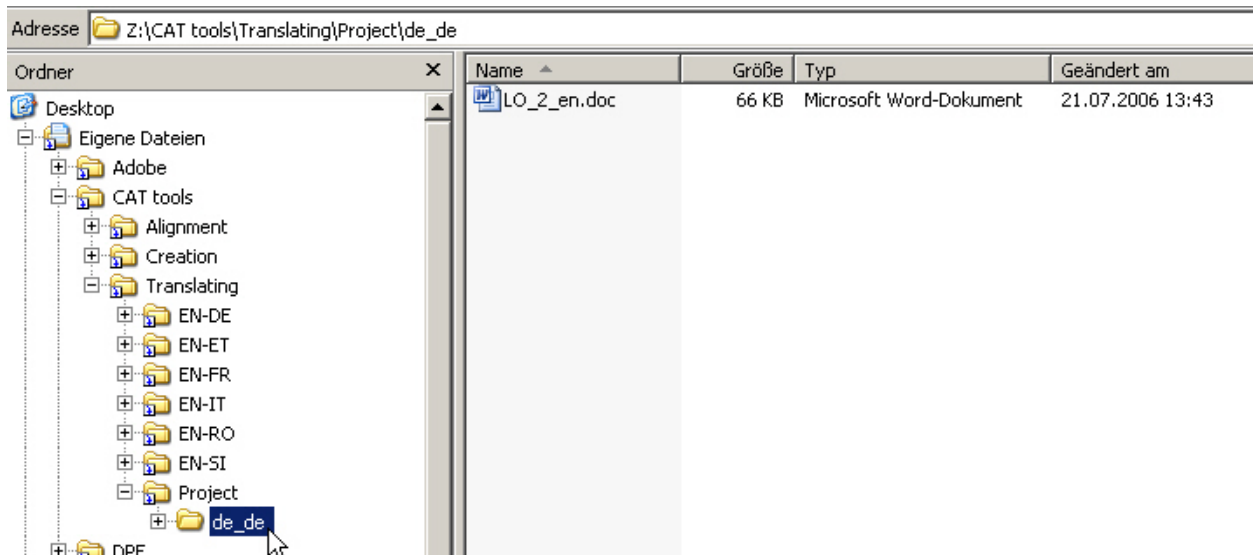 Adresse Z:\CAT tools\Translating\Project\de_de
Ordner
Name Größe Typ Geändert am
LO_2_en.doc 66 KB Microsoft Word-Dokument 21.07.2006 13:43
Desktop
Eigene Dateien
Adobe
CAT tools
Alignment
Creation
Translating
EN-DE
EN-ET
EN-FR
EN-IT
EN-RO
EN-SI
Project
de_de